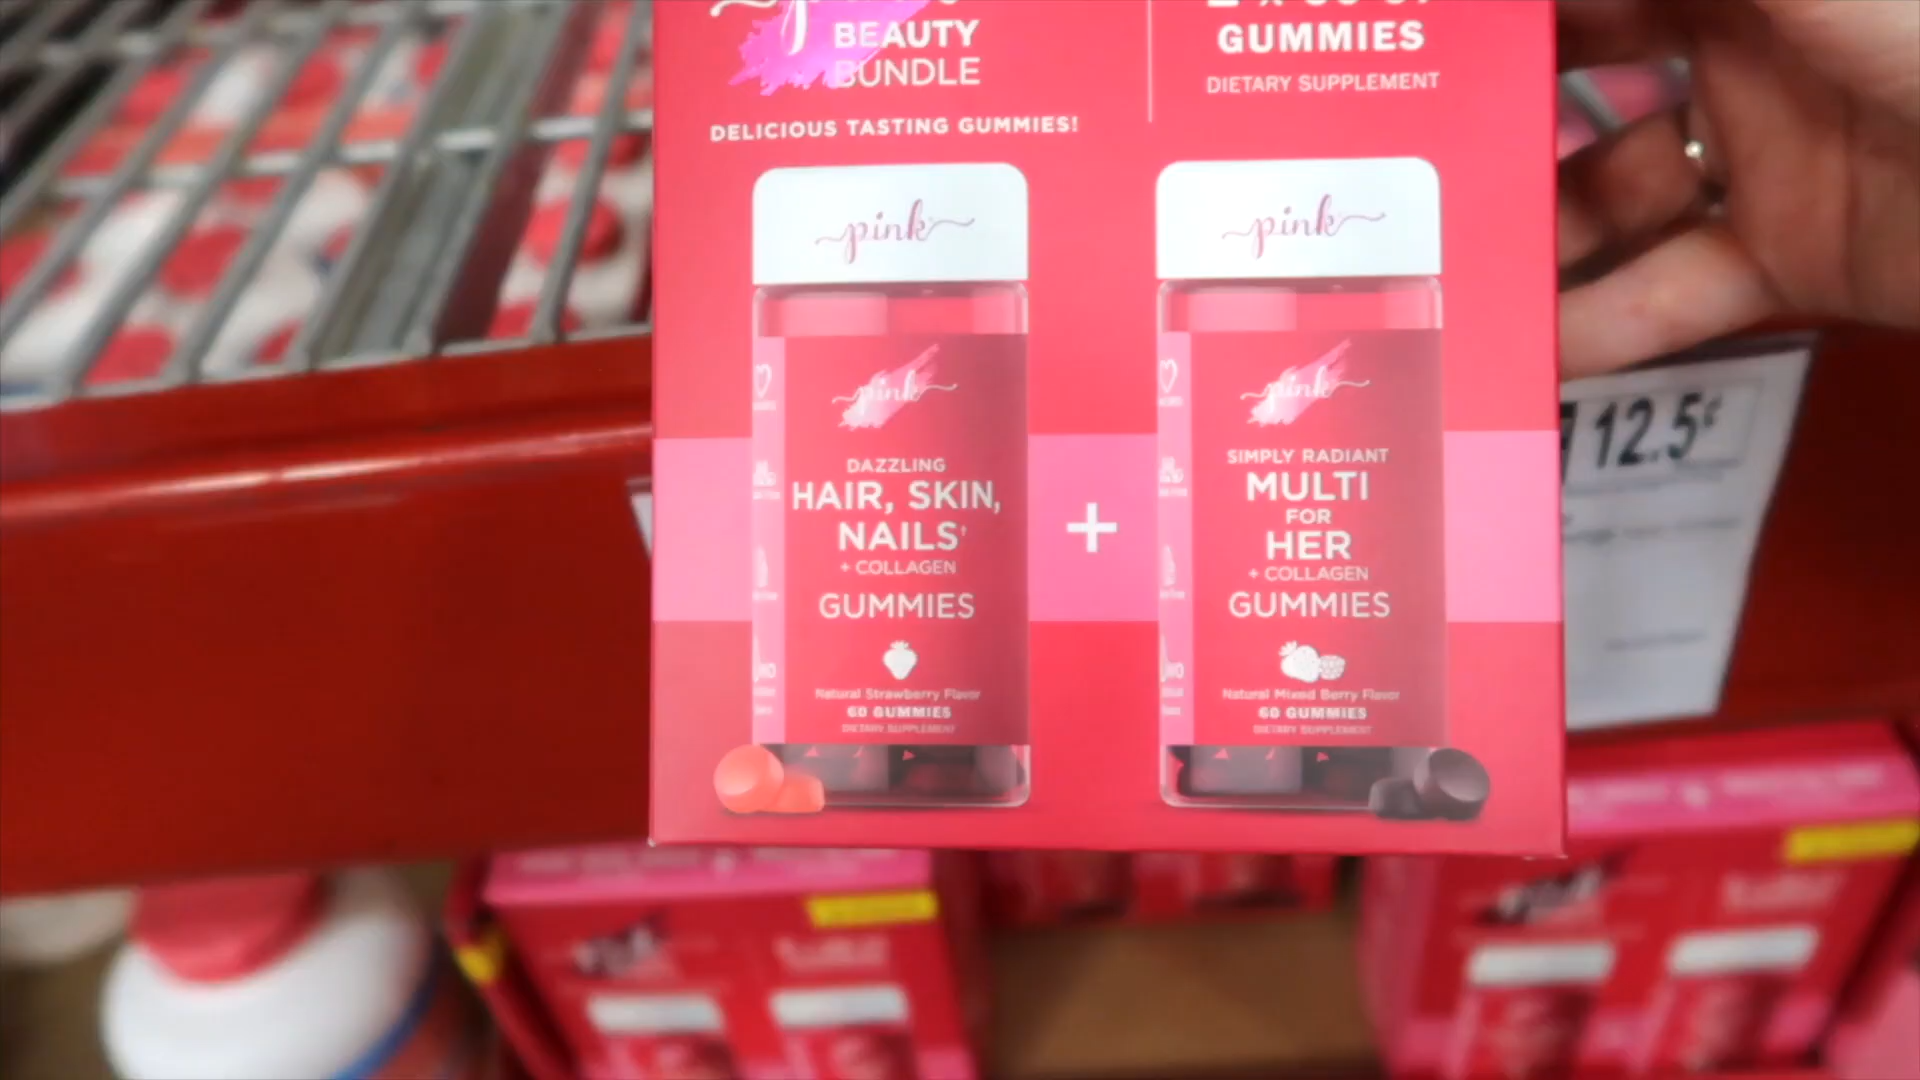 BEAUTY
BUNDLE
DELICIOUS TASTING GUMMIES!
GUMMIES
DIETARY SUPPLEMENT
pink
DAZZLING
HAIR, SKIN,
NAILS†
+ COLLAGEN
GUMMIES
Natural Strawberry Flavor
60 GUMMIES
DIETARY SUPPLEMENT
+
pink
SIMPLY RADIANT
MULTI
FOR
HER
+ COLLAGEN
GUMMIES
Natural Mixed Berry Flavor
60 GUMMIES
DIETARY SUPPLEMENT
pink
pink
12.5¢